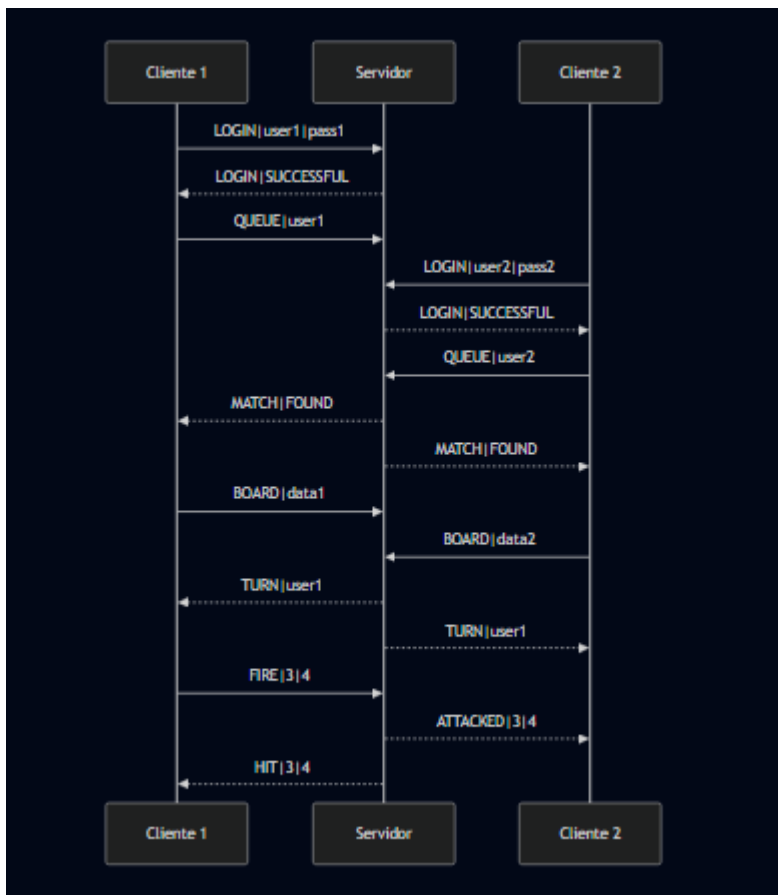 Cliente 1 Servidor Cliente 2
LOGIN|user1|pass1
LOGIN|SUCCESSFUL
QUEUE|user1
LOGIN|user2|pass2
LOGIN|SUCCESSFUL
QUEUE|user2
MATCH|FOUND
MATCH|FOUND
BOARD|data1
BOARD|data2
TURN|user1
TURN|user1
FIRE|3|4
ATTACKED|3|4
HIT|3|4
Cliente 1 Servidor Cliente 2